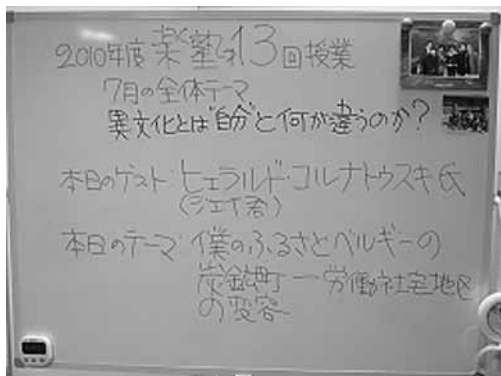 2010年度 楽塾 第13回授業
7月の全体テーマ
異文化とは"自分"と何が違うのか?
本日のゲスト ヒェラルド・コルナトウスキ氏
(ジェイ君)
本日のテーマ 僕のふるさとベルギーの
炭鉱町―労働社宅地区
の変容